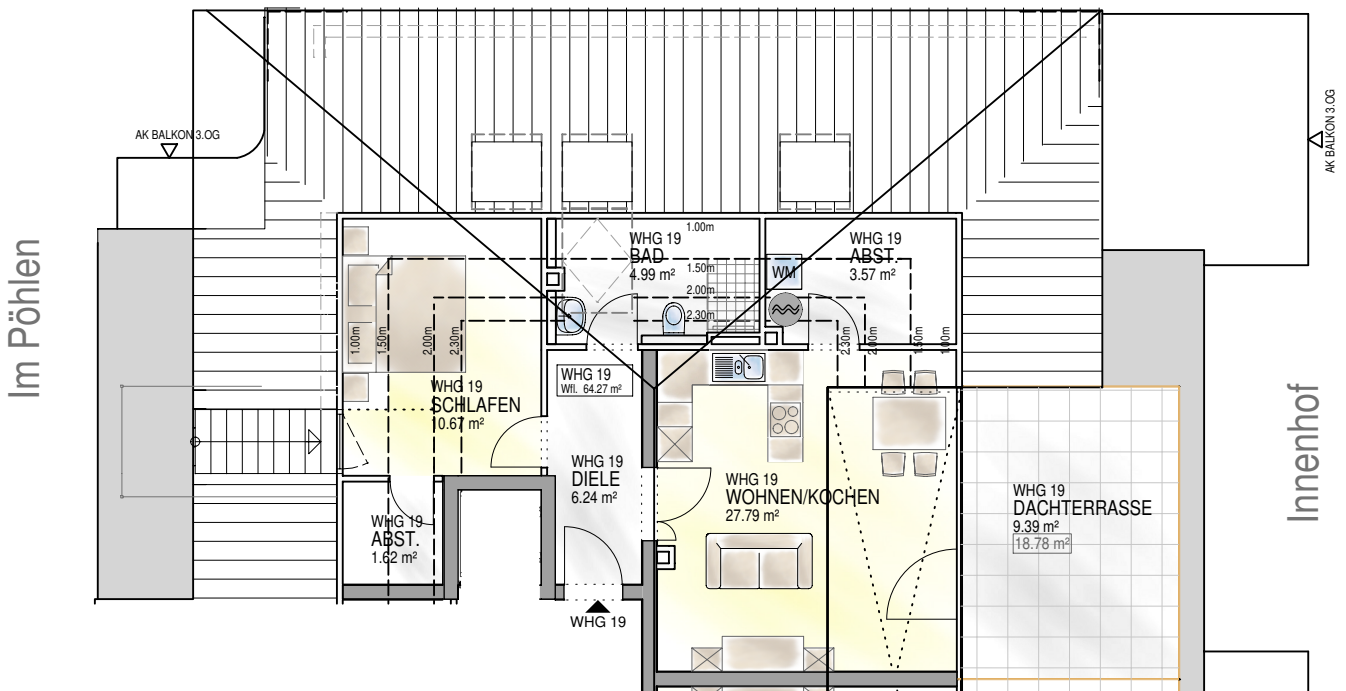 AK BALKON 3.OG
AK BALKON 3.OG
Im Pöhlen
Innenhof
WHG 19
BAD
4.99 m²
1.00m
1.50m
2.00m
2.30m
WHG 19
ABST.
3.57 m²
WM
1.00m
1.50m
2.00m
2.30m
2.30m
2.00m
1.50m
1.00m
WHG 19
SCHLAFEN
10.67 m²
WHG 19
Wfl. 64.27 m²
WHG 19
DIELE
6.24 m²
WHG 19
WOHNEN/KOCHEN
27.79 m²
WHG 19
DACHTERRASSE
9.39 m²
18.78 m²
WHG 19
ABST.
1.62 m²
WHG 19